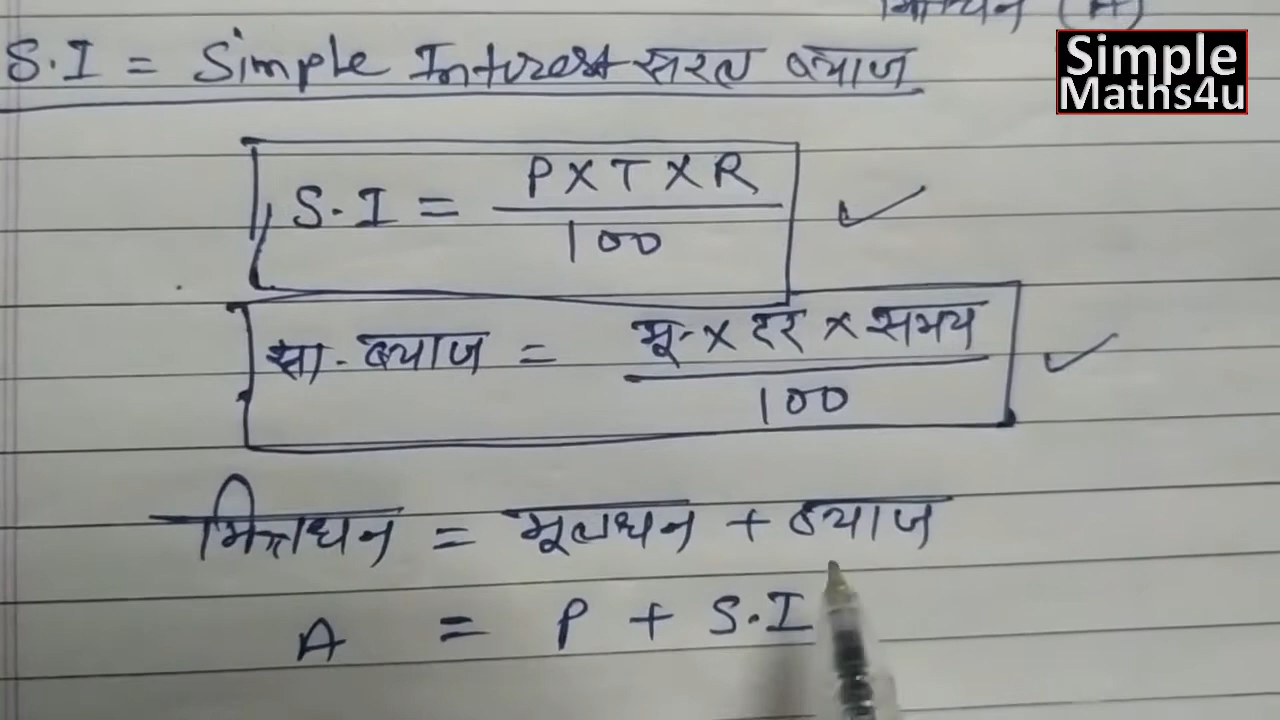 (A)
S.I = Simple Interest सरल ब्याज
Simple
Maths4u
S.I = P X T X R / 100
सा. ब्याज = मू. x दर x समय / 100
मिश्रधन = मूलधन + ब्याज
A = P + S.I